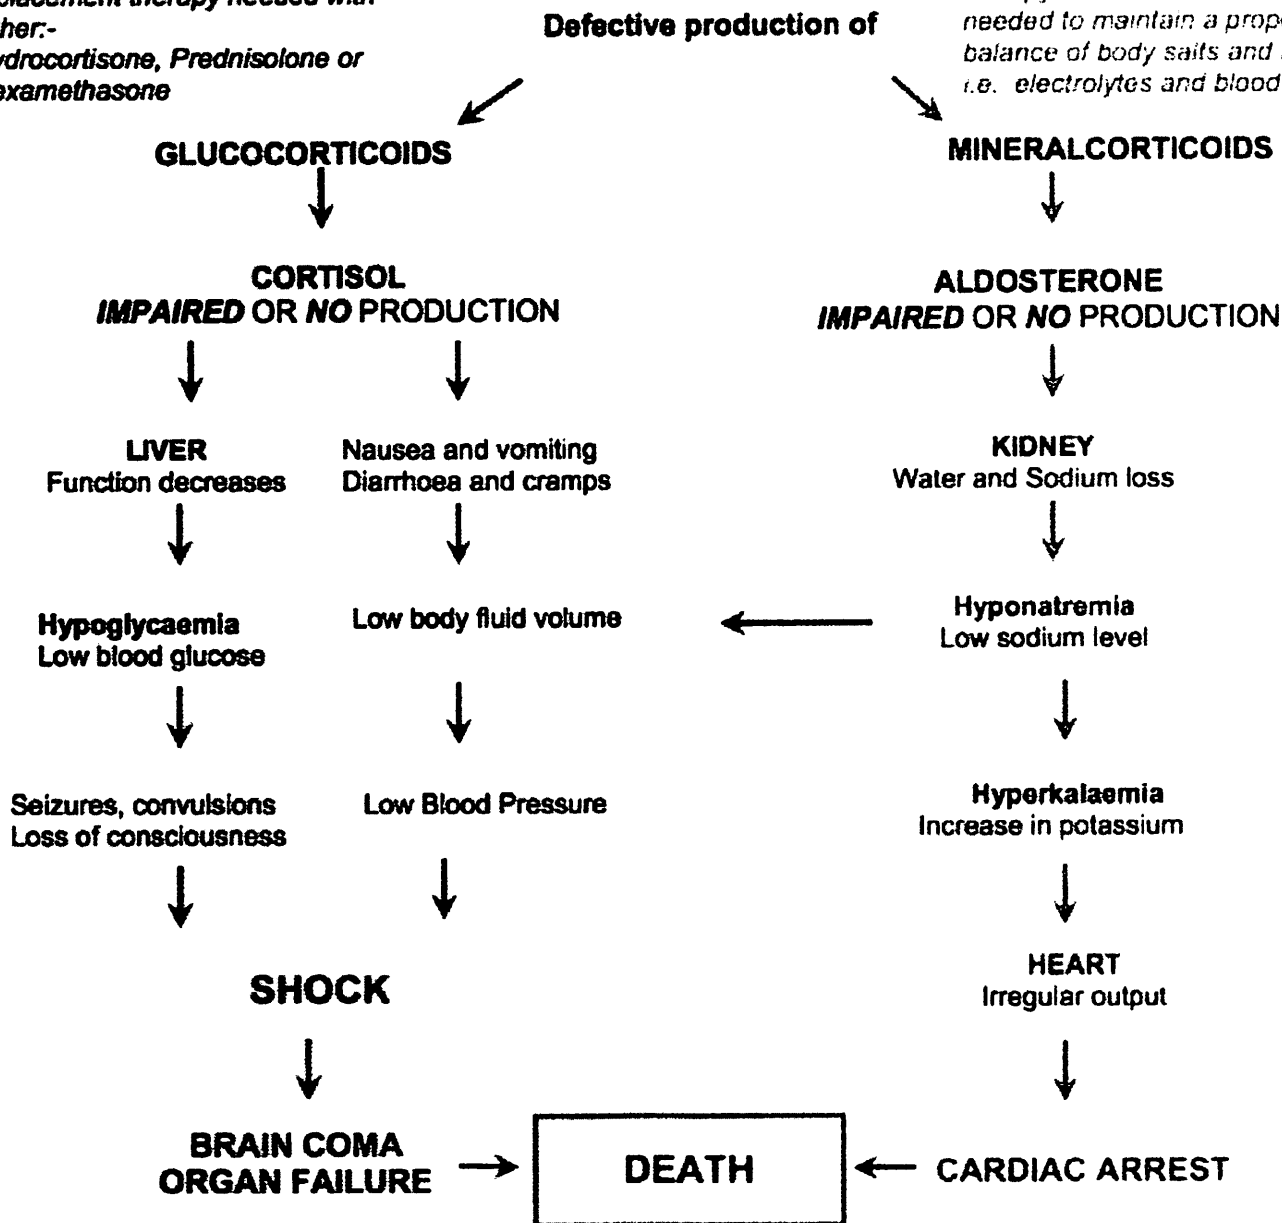 her:-
Hydrocortisone, Prednisolone or
Dexamethasone
Defective production of
needed to maintain a
balance of body salts and
i.e. electrolytes and blood
GLUCOCORTICOIDS
MINERALCORTICOIDS
CORTISOL
IMPAIRED OR NO PRODUCTION
ALDOSTERONE
IMPAIRED OR NO PRODUCTION
LIVER
Function decreases
Nausea and vomiting
Diarrhoea and cramps
KIDNEY
Water and Sodium loss
Hypoglycaemia
Low blood glucose
Low body fluid volume
Hyponatremia
Low sodium level
Seizures, convulsions
Loss of consciousness
Low Blood Pressure
Hyperkalaemia
Increase in potassium
SHOCK
HEART
Irregular output
BRAIN COMA
ORGAN FAILURE
DEATH
CARDIAC ARREST